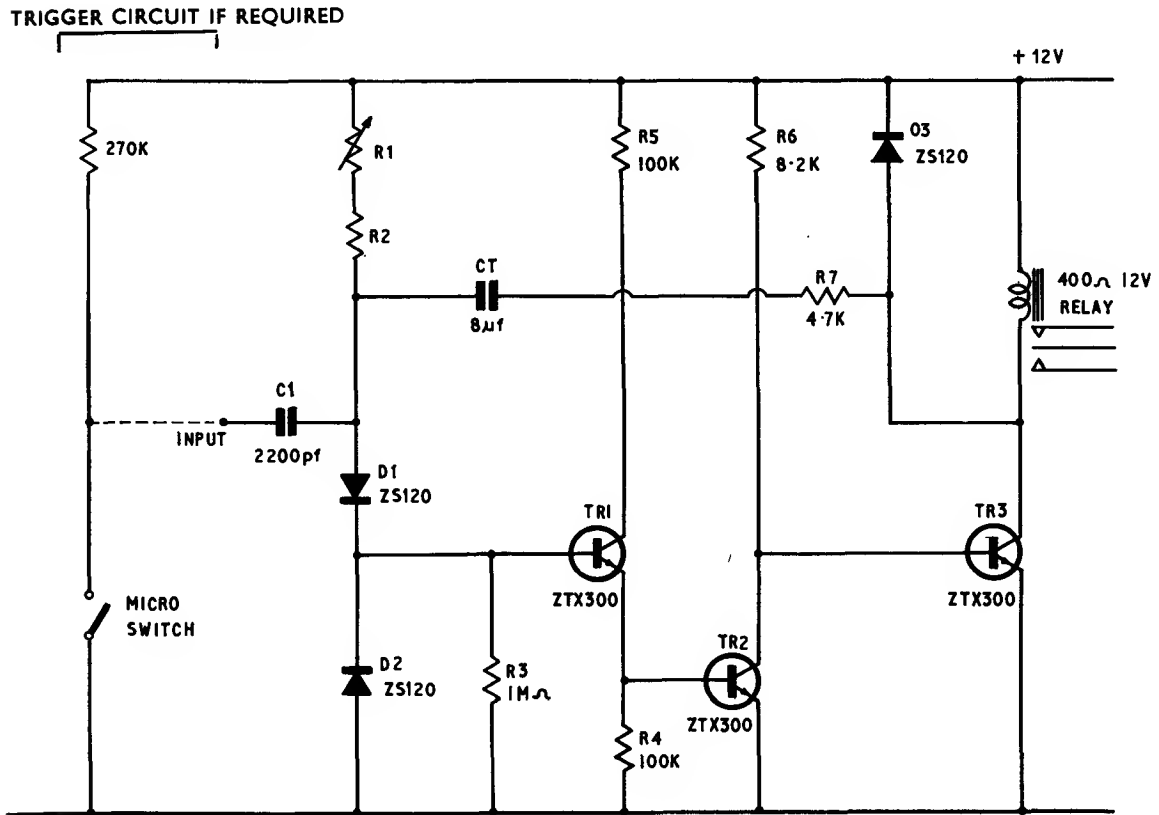 TRIGGER CIRCUIT IF REQUIRED
+ 12V
270K
R1
R5
100K
R6
8·2K
03
ZS120
R2
CT
8µf
R7
4·7K
400Ω 12V
RELAY
C1
INPUT
2200pf
D1
ZS120
TR1
ZTX300
TR3
ZTX300
MICRO
SWITCH
D2
ZS120
R3
1MΩ
TR2
ZTX300
R4
100K